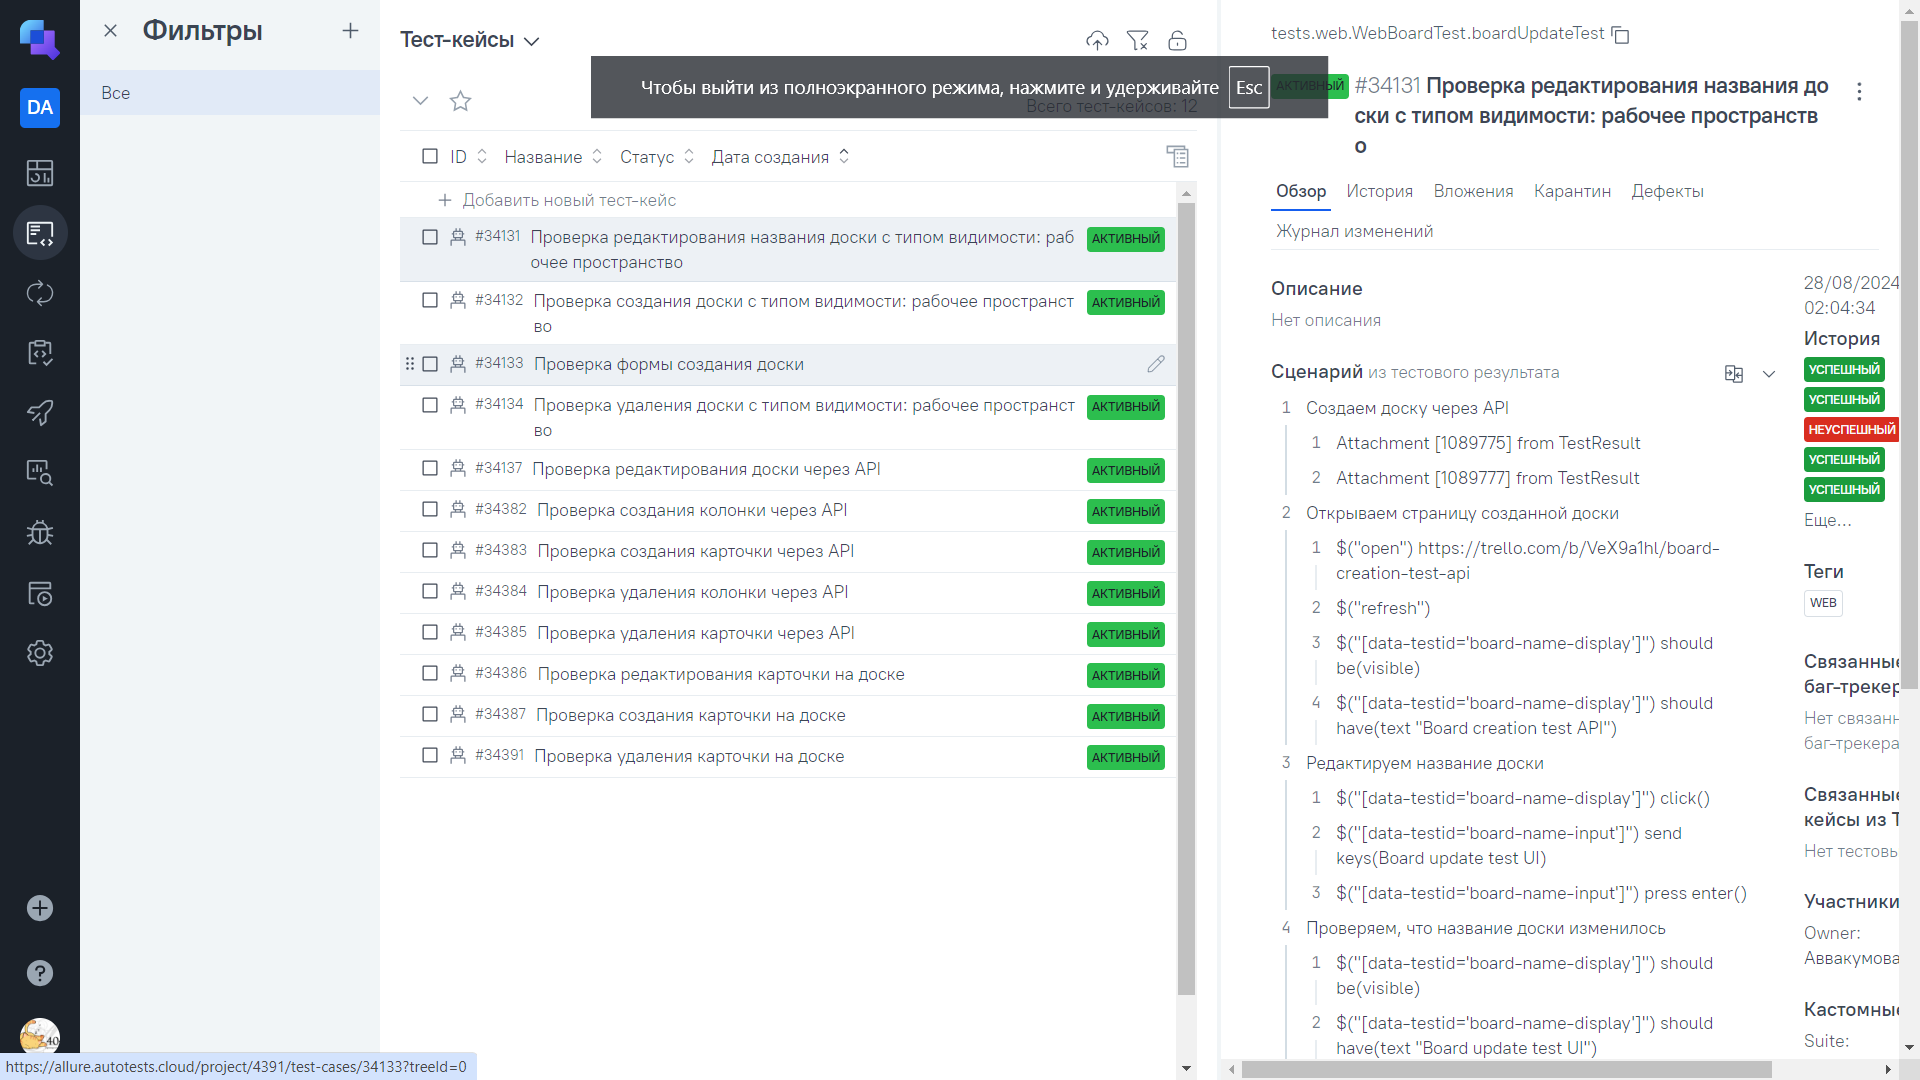 Фильтры
DA
Все
Тест-кейсы
Чтобы выйти из полноэкранного режима, нажмите и удерживайте Esc
Всего тест-кейсов: 12
ID Название Статус Дата создания
Добавить новый тест-кейс
#34131 Проверка редактирования названия доски с типом видимости: раб
очее пространство
АКТИВНЫЙ
#34132 Проверка создания доски с типом видимости: рабочее пространст
во
АКТИВНЫЙ
#34133 Проверка формы создания доски
#34134 Проверка удаления доски с типом видимости: рабочее пространст
во
АКТИВНЫЙ
#34137 Проверка редактирования доски через API АКТИВНЫЙ
#34382 Проверка создания колонки через API АКТИВНЫЙ
#34383 Проверка создания карточки через API АКТИВНЫЙ
#34384 Проверка удаления колонки через API АКТИВНЫЙ
#34385 Проверка удаления карточки через API АКТИВНЫЙ
#34386 Проверка редактирования карточки на доске АКТИВНЫЙ
#34387 Проверка создания карточки на доске АКТИВНЫЙ
#34391 Проверка удаления карточки на доске АКТИВНЫЙ
tests.web.WebBoardTest.boardUpdateTest
АКТИВНЫЙ #34131 Проверка редактирования названия до
ски с типом видимости: рабочее пространств
о
Обзор История Вложения Карантин Дефекты
Журнал изменений
Описание
Нет описания
Сценарий из тестового результата
1 Создаем доску через API
1 Attachment [1089775] from TestResult
2 Attachment [1089777] from TestResult
2 Открываем страницу созданной доски
1 $("open") https://trello.com/b/VeX9a1hl/board-
creation-test-api
2 $("refresh")
3 $("[data-testid='board-name-display']") should
be(visible)
4 $("[data-testid='board-name-display']") should
have(text "Board creation test API")
3 Редактируем название доски
1 $("[data-testid='board-name-display']") click()
2 $("[data-testid='board-name-input']") send
keys(Board update test UI)
3 $("[data-testid='board-name-input']") press enter()
4 Проверяем, что название доски изменилось
1 $("[data-testid='board-name-display']") should
be(visible)
2 $("[data-testid='board-name-display']") should
have(text "Board update test UI")
28/08/2024
02:04:34
История
УСПЕШНЫЙ
УСПЕШНЫЙ
НЕУСПЕШНЫЙ
УСПЕШНЫЙ
УСПЕШНЫЙ
Еще...
Теги
WEB
Связанные
баг-трекер
Нет связанн
баг-трекера
Связанные
кейсы из T
Нет тестовы
Участники
Owner:
Аввакумова
Кастомные
Suite:
40
https://allure.autotests.cloud/project/4391/test-cases/34133?treeId=0